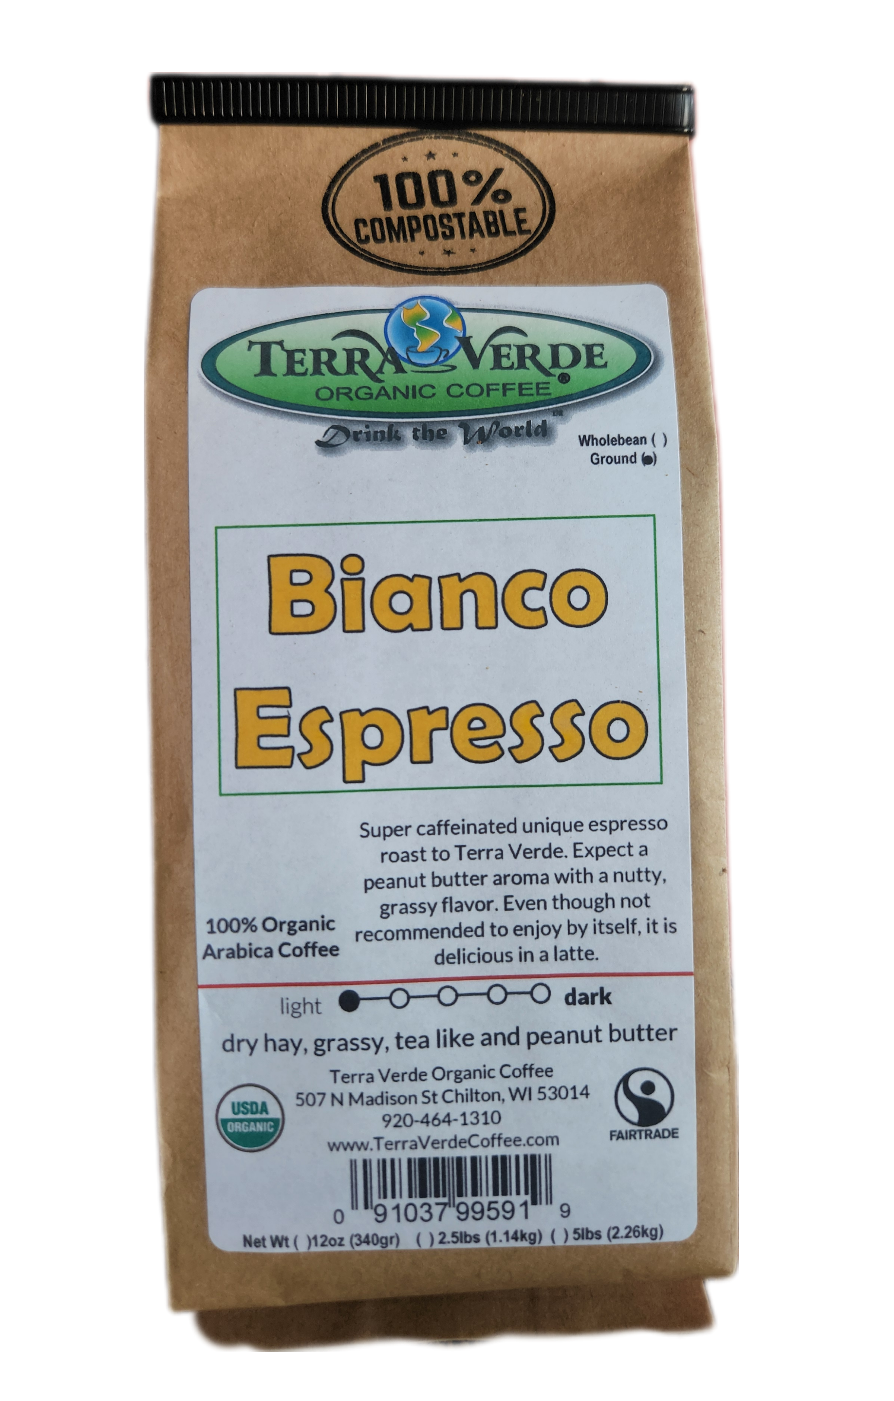 100%
COMPOSTABLE
TERRA VERDE
ORGANIC COFFEE®
Drink the World™
Wholebean ( )
Ground (●)
Bianco
Espresso
Super caffeinated unique espresso
roast to Terra Verde. Expect a
peanut butter aroma with a nutty,
grassy flavor. Even though not
recommended to enjoy by itself, it is
delicious in a latte.
100% Organic
Arabica Coffee
light dark
dry hay, grassy, tea like and peanut butter
Terra Verde Organic Coffee
507 N Madison St Chilton, WI 53014
920-464-1310
www.TerraVerdeCoffee.com
USDA
ORGANIC
FAIRTRADE
0 91037 99591 9
Net Wt ( )12oz (340gr) ( ) 2.5lbs (1.14kg) ( ) 5lbs (2.26kg)